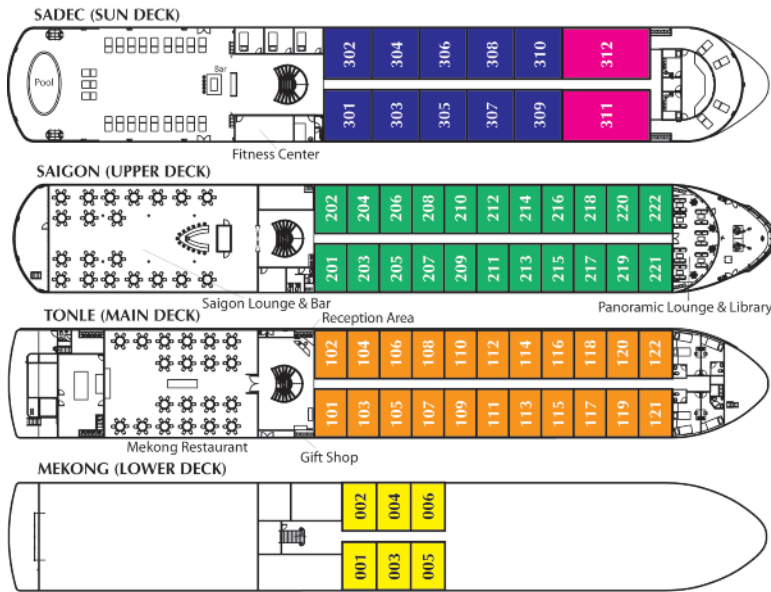 SADEC (SUN DECK)
Pool
Bar
302 304 306 308 310 312
301 303 305 307 309 311
Fitness Center
SAIGON (UPPER DECK)
202 204 206 208 210 212 214 216 218 220 222
201 203 205 207 209 211 213 215 217 219 221
Saigon Lounge & Bar
Panoramic Lounge & Library
TONLE (MAIN DECK)
Reception Area
102 104 106 108 110 112 114 116 118 120 122
101 103 105 107 109 111 113 115 117 119 121
Mekong Restaurant
Gift Shop
MEKONG (LOWER DECK)
002 004 006
001 003 005